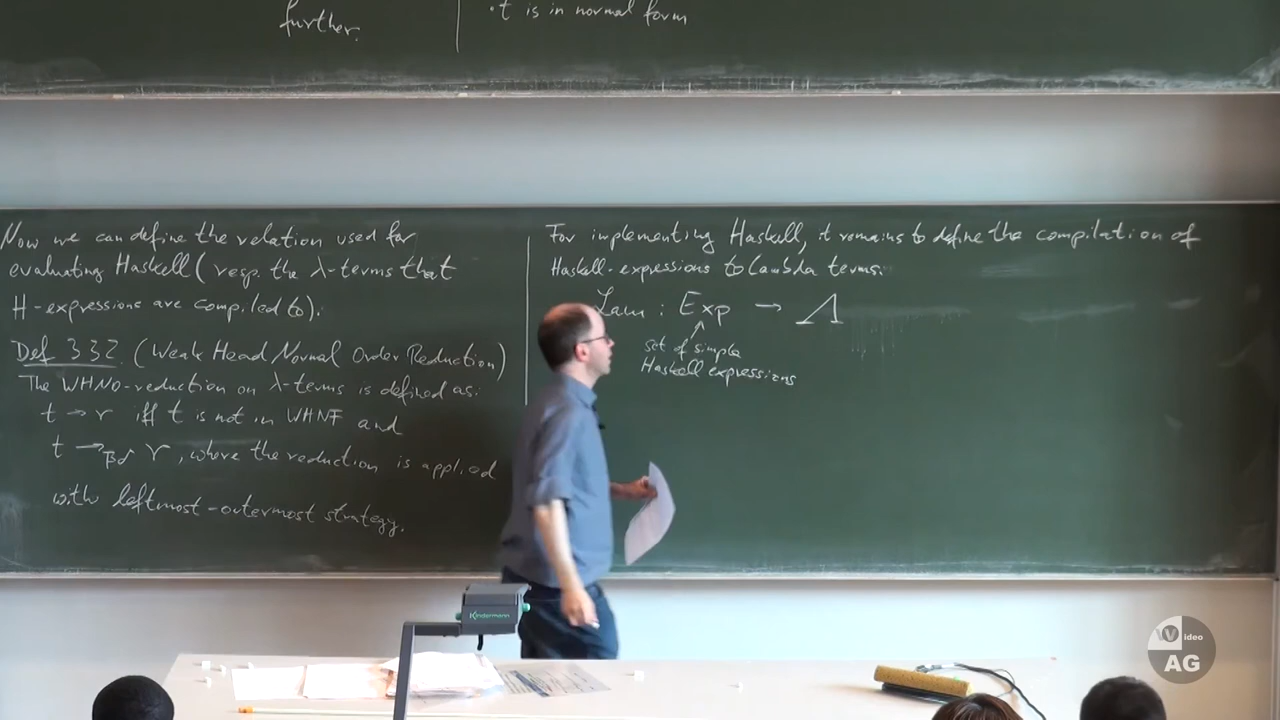 further.
• t is in normal form
Now we can define the relation used for
evaluating Haskell (resp. the λ-terms that
H-expressions are compiled to).
Def 3.3.2. (Weak Head Normal Order Reduction)
The WHNO-reduction on λ-terms is defined as:
t → r iff t is not in WHNF and
t →βδ r, where the reduction is applied
with leftmost-outermost strategy.
For implementing Haskell, it remains to define the compilation of
Haskell-expressions to lambda terms:
Lam : Exp → Λ
set of simple
Haskell expressions
Kindermann
Video
AG